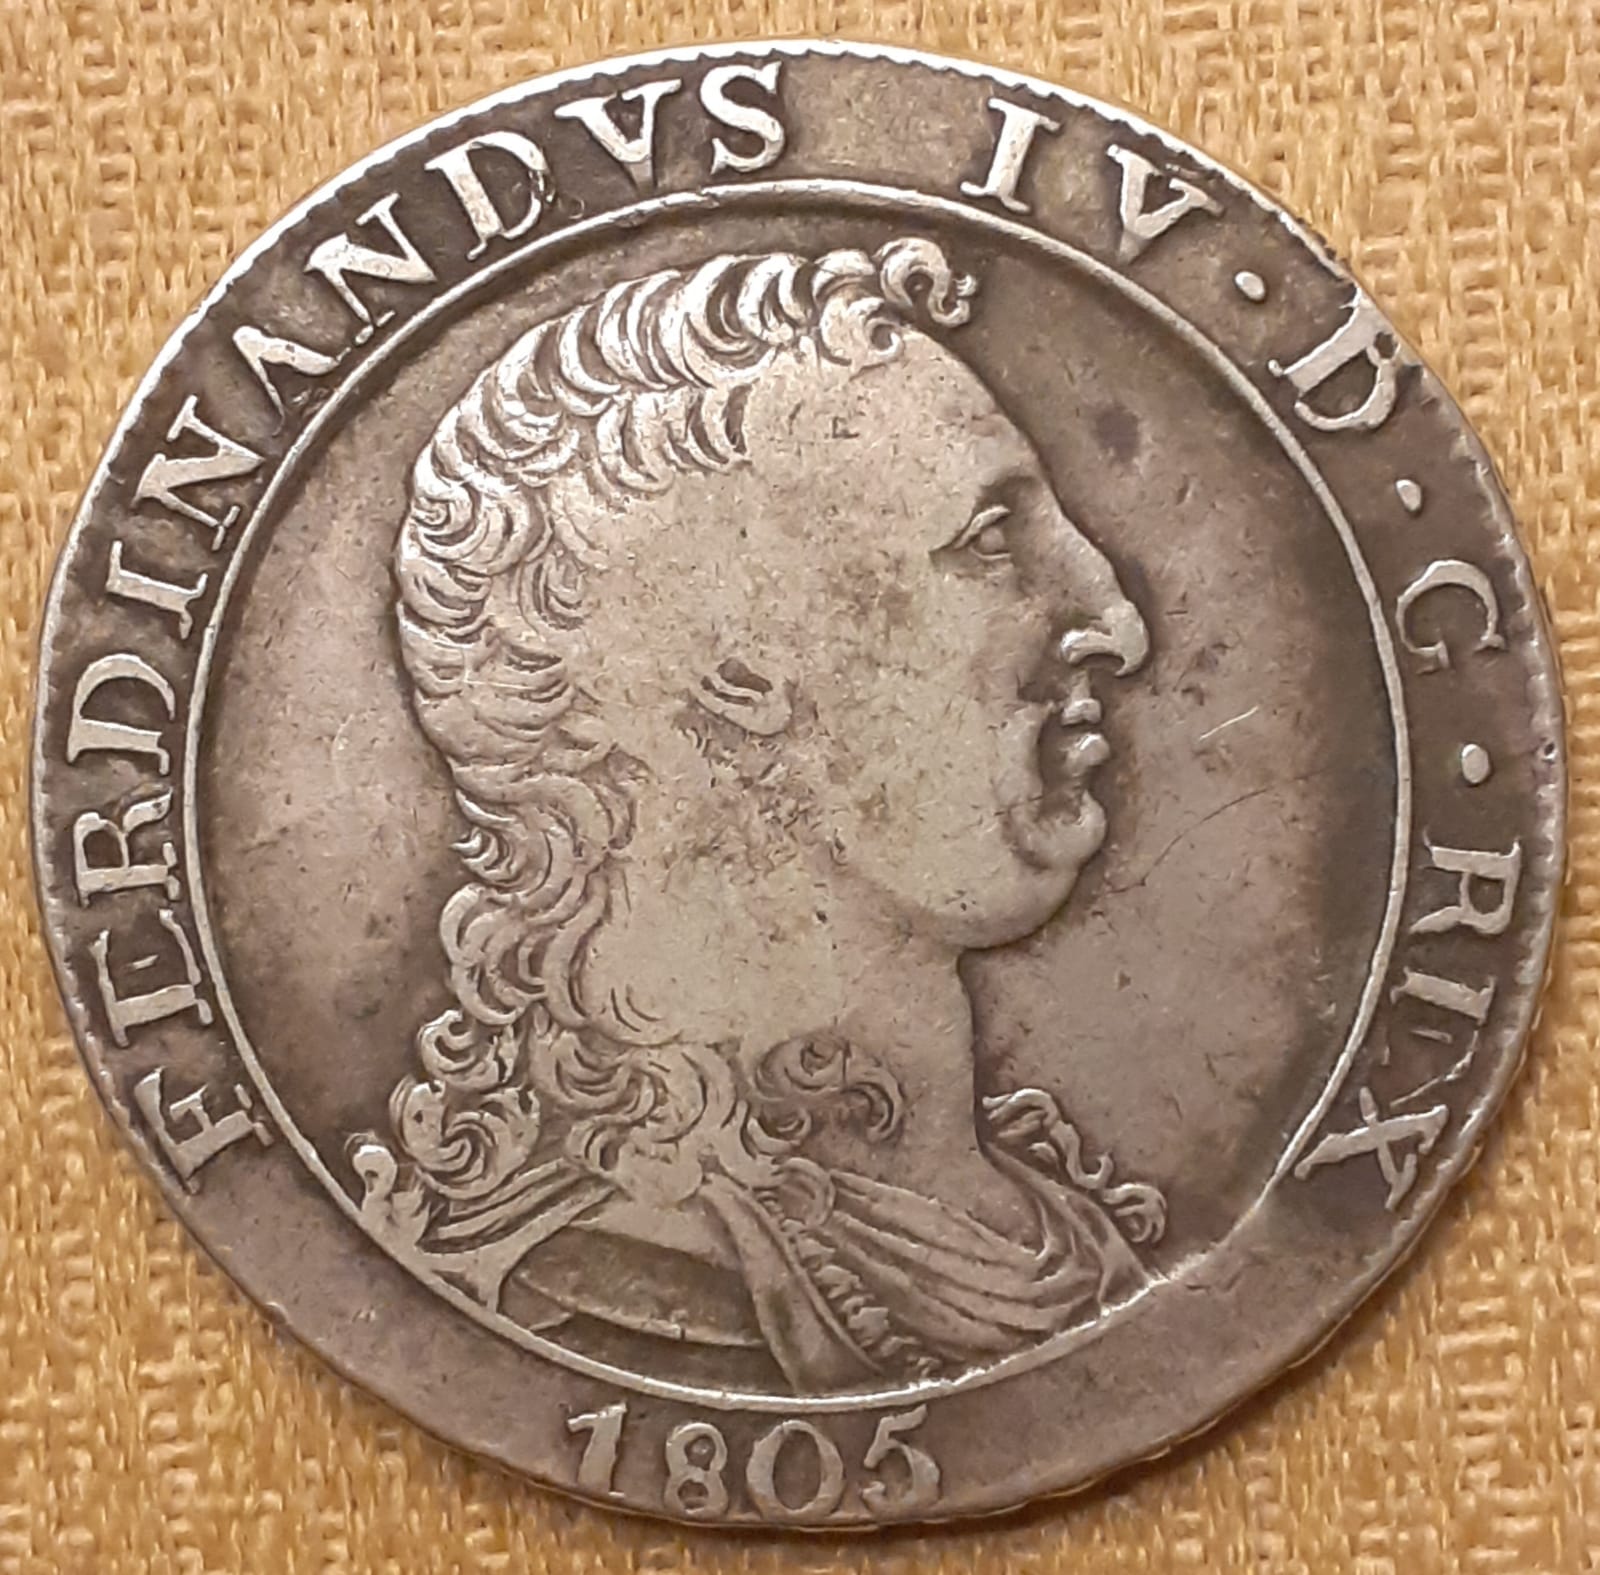 FERDINANDVS IV · D · G · REX
1805